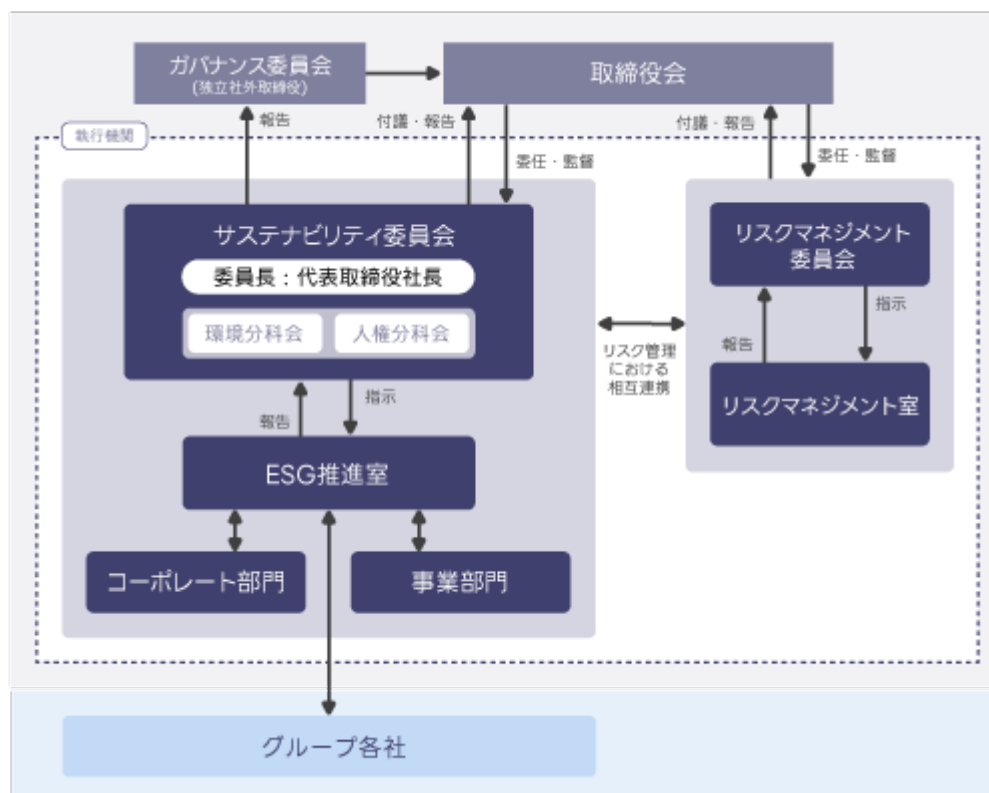 ガバナンス委員会
(独立社外取締役)
取締役会
報告
付議・報告
委任・監督
付議・報告
委任・監督
執行機関
サステナビリティ委員会
委員長：代表取締役社長
環境分科会
人権分科会
報告
指示
ESG推進室
コーポレート部門
事業部門
リスク管理
における
相互連携
リスクマネジメント
委員会
報告
指示
リスクマネジメント室
グループ各社